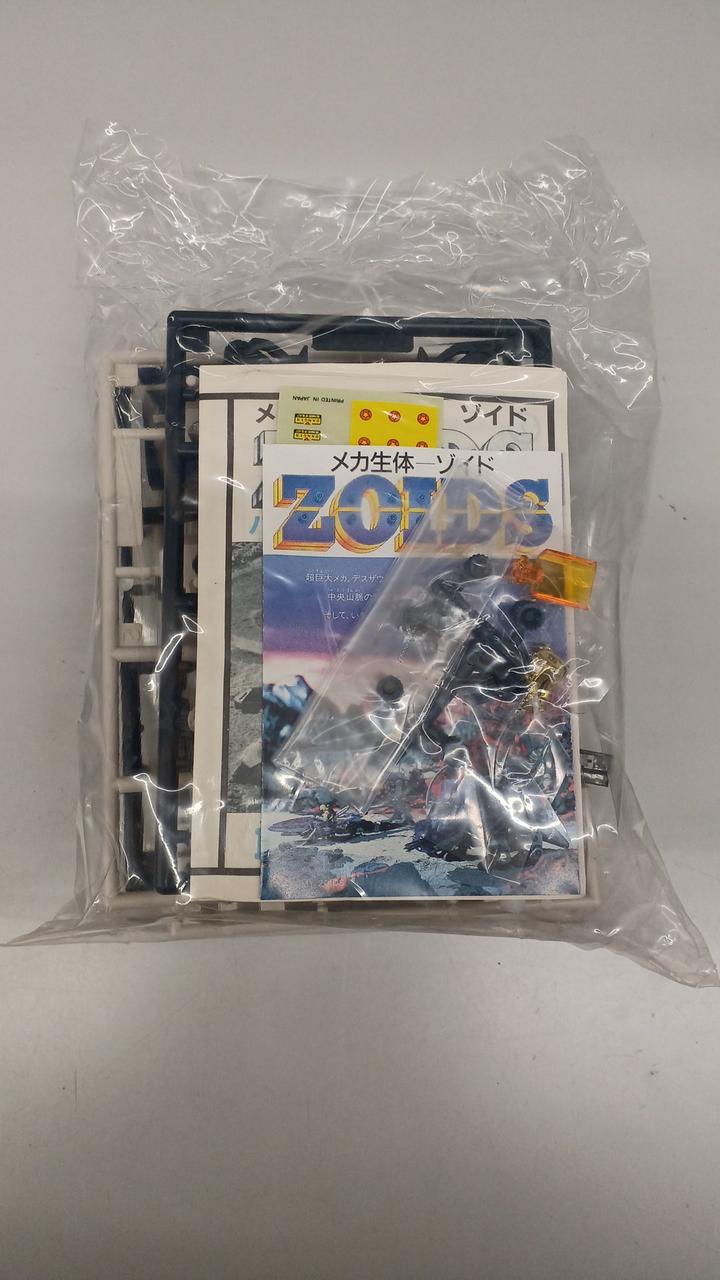 PRINTED IN JAPAN
メ
ゾイド
メカ生体―ゾイド
ZOIDS
超巨大メカ、デスザウ
中央山脈の
そして、い